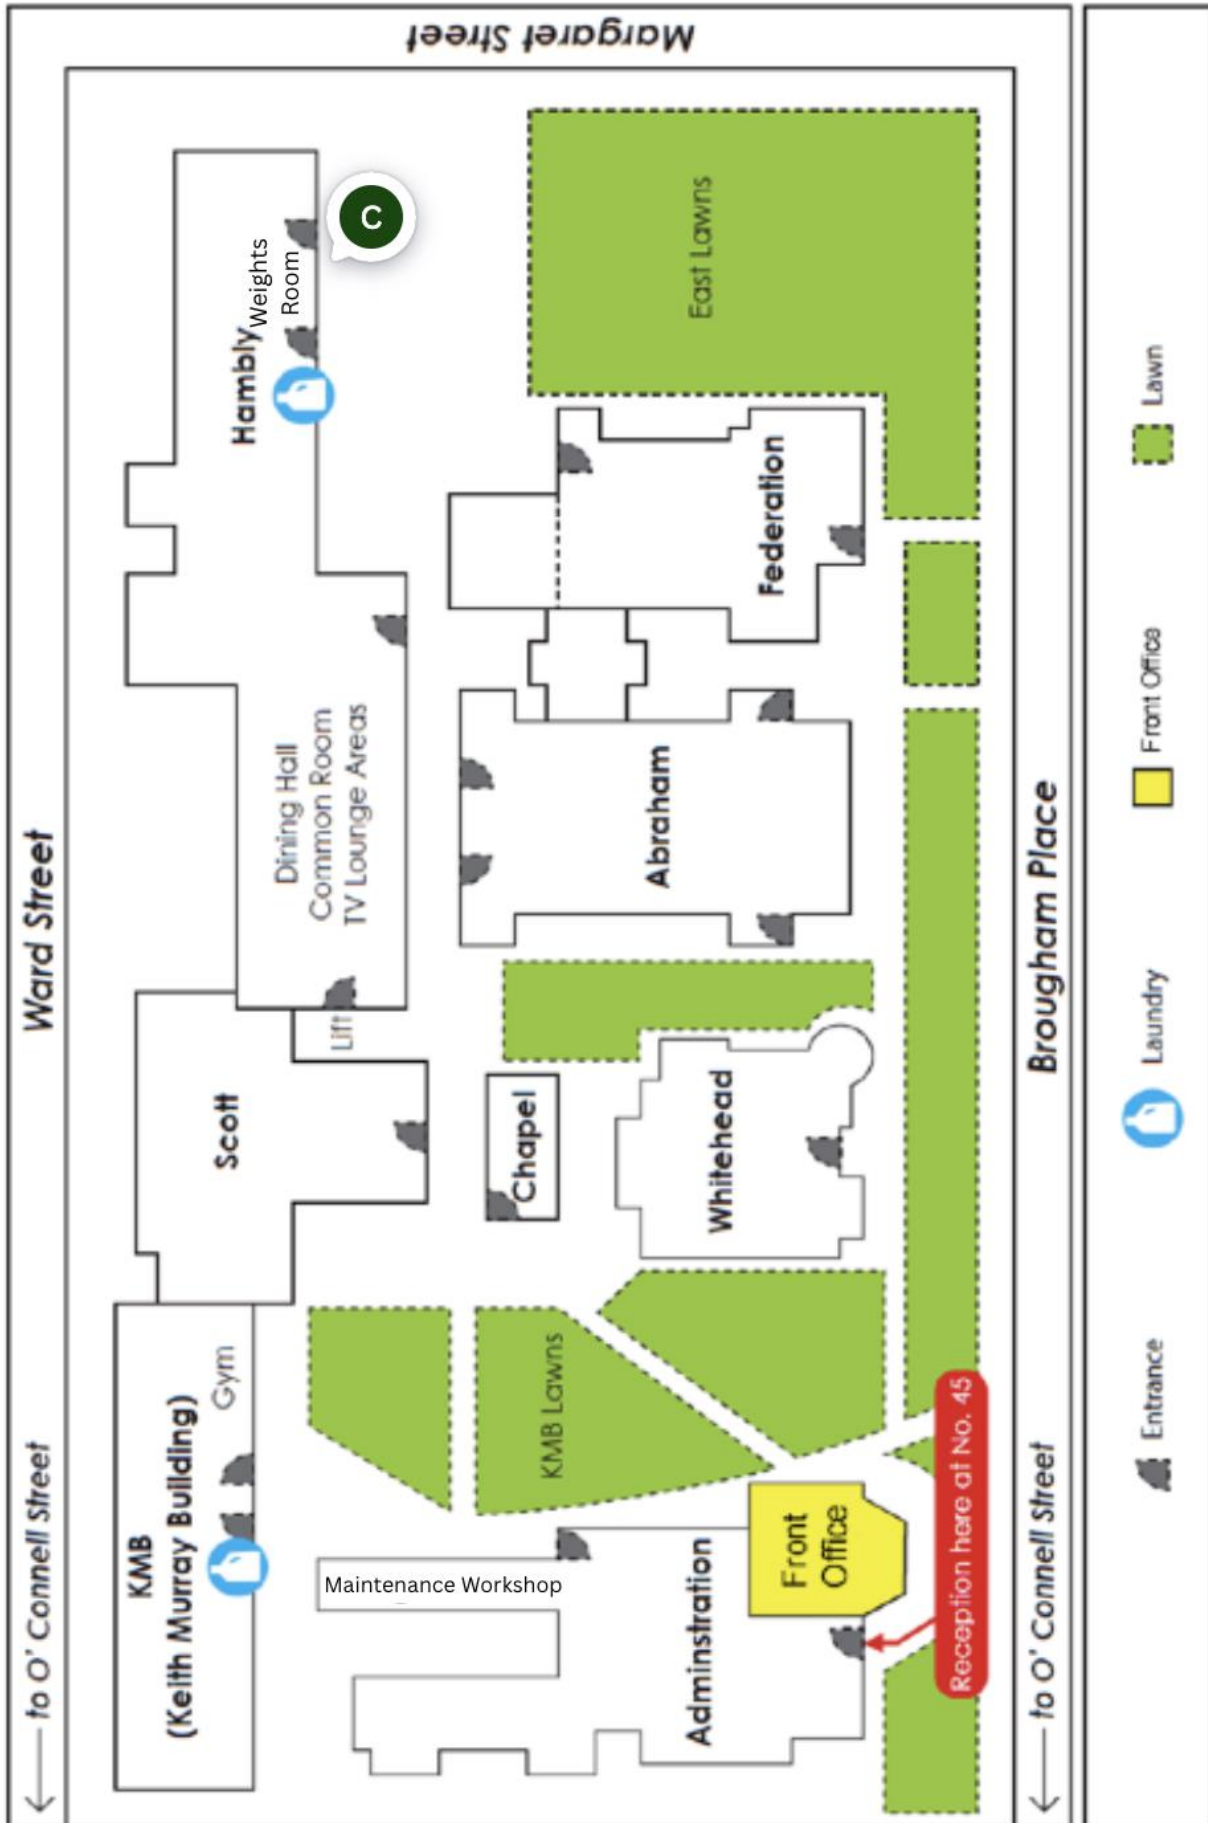 Margaret Street
Ward Street
to O' Connell Street
C
Weights
Room
Hambly
East Lawns
Federation
Dining Hall
Common Room
TV Lounge Areas
Abraham
Lift
Scott
Chapel
Whitehead
KMB
(Keith Murray Building)
Gym
KMB Lawns
Maintenance Workshop
Adminstration
Front
Office
Reception here at No. 45
Brougham Place
to O' Connell Street
Entrance
Laundry
Front Office
Lawn